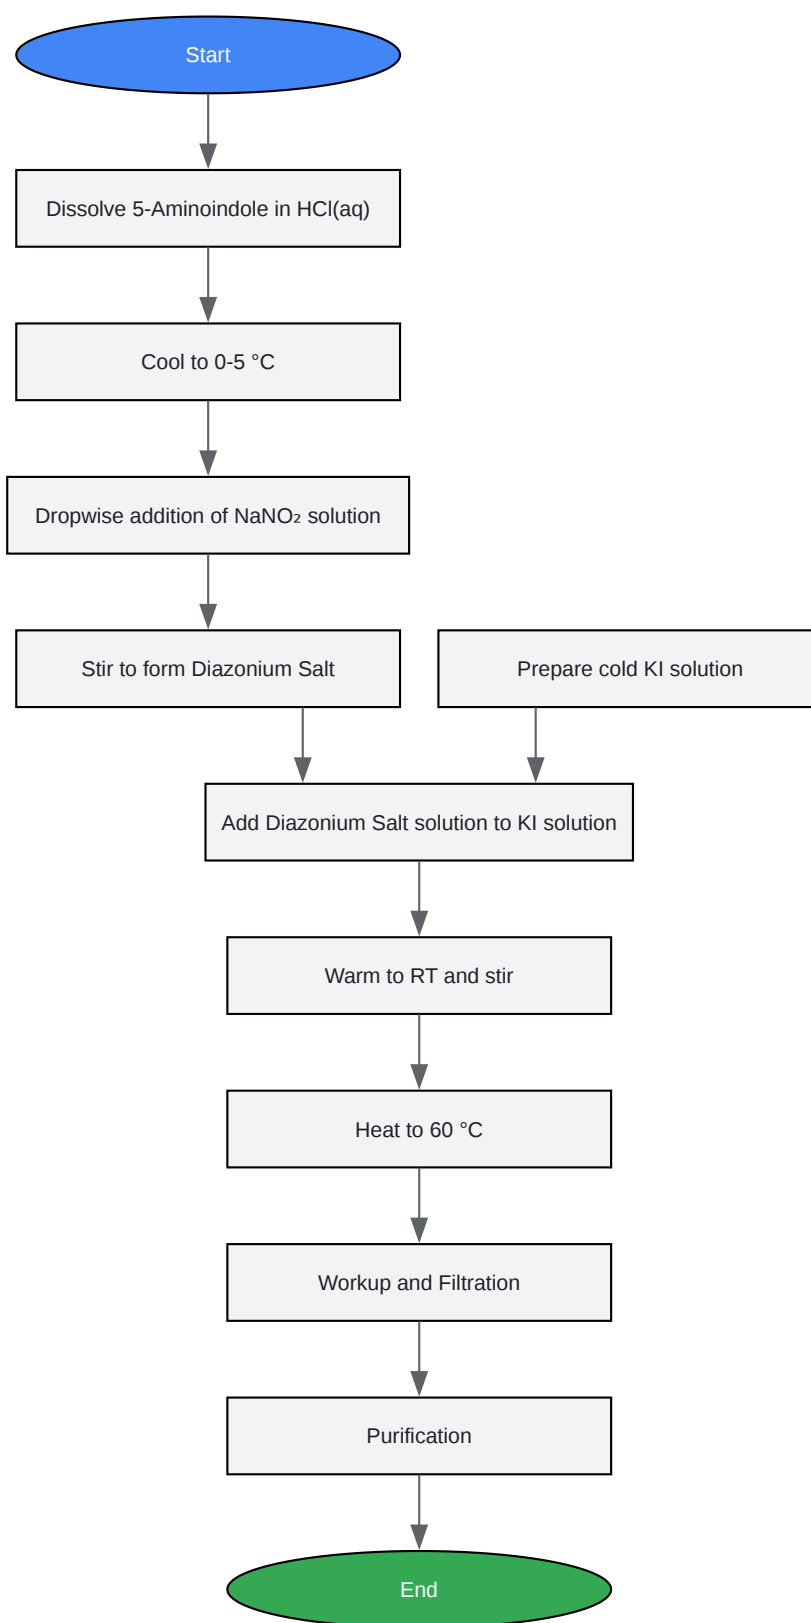 Start
Dissolve 5-Aminoindole in HCl(aq)
Cool to 0-5 °C
Dropwise addition of NaNO₂ solution
Stir to form Diazonium Salt
Prepare cold KI solution
Add Diazonium Salt solution to KI solution
Warm to RT and stir
Heat to 60 °C
Workup and Filtration
Purification
End